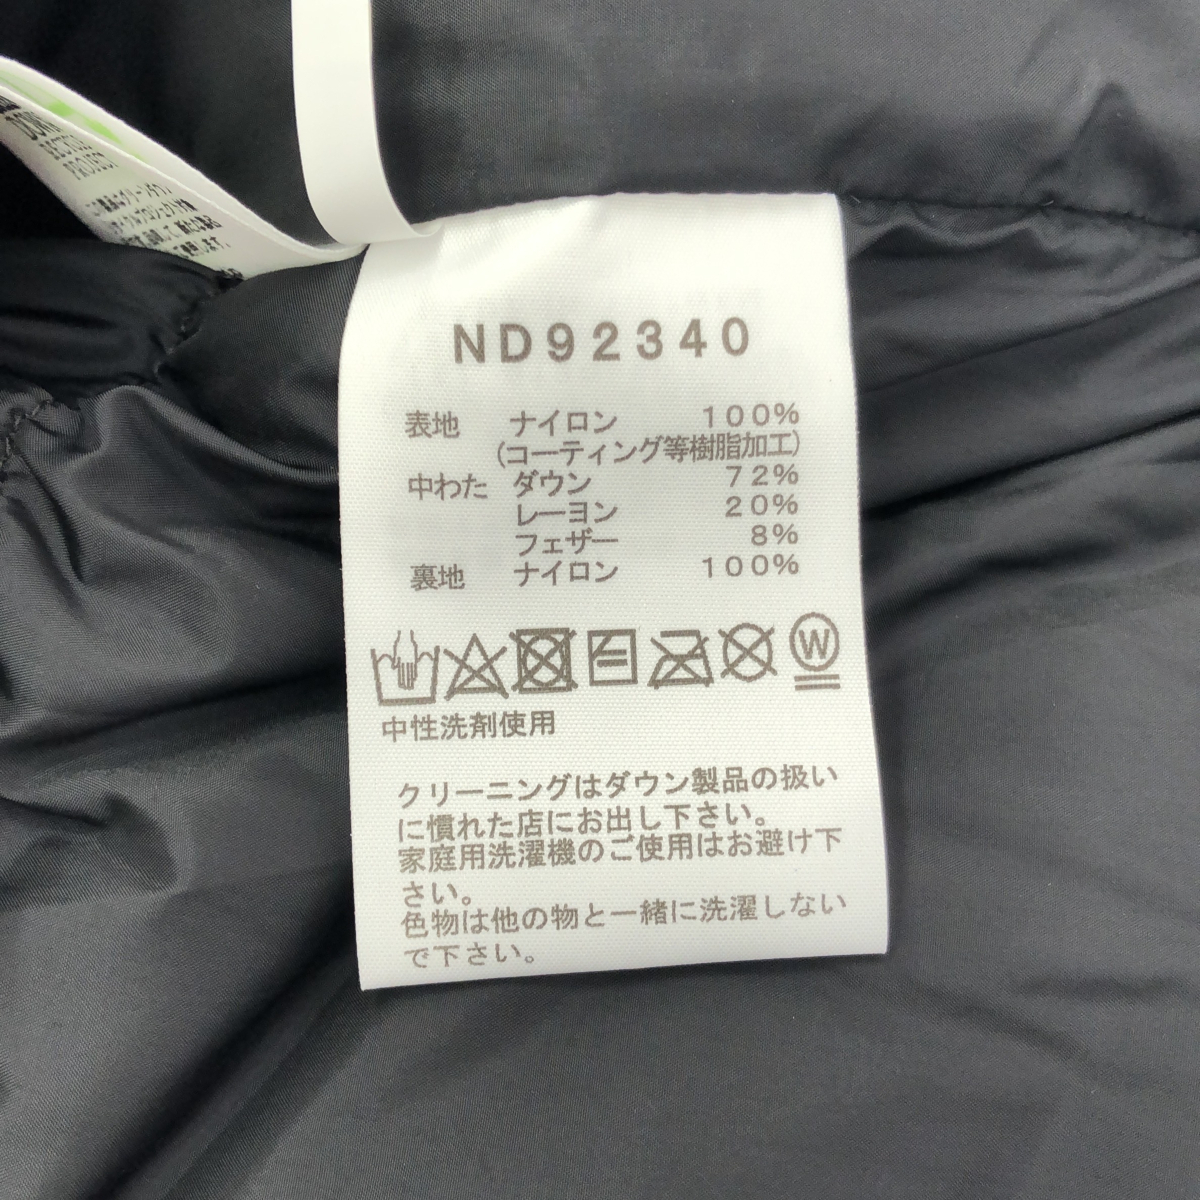 RECYCLE
PROJECT
ND92340
表地 ナイロン 100%
(コーティング等樹脂加工)
中わた ダウン 72%
レーヨン 20%
フェザー 8%
裏地 ナイロン 100%
W
中性洗剤使用
クリーニングはダウン製品の扱い
に慣れた店にお出し下さい。
家庭用洗濯機のご使用はお避け下
さい。
色物は他の物と一緒に洗濯しない
で下さい。